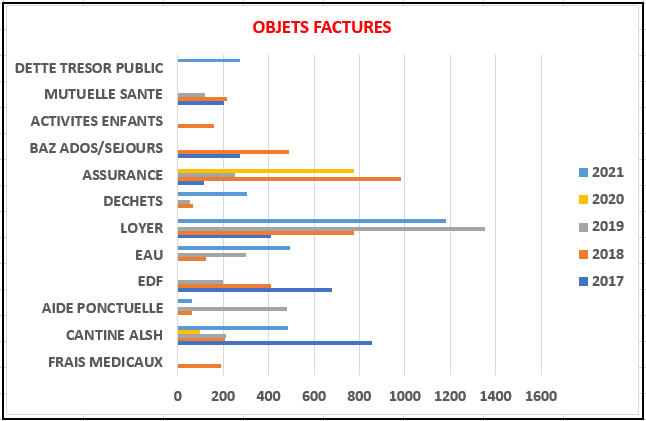 OBJETS FACTURES
DETTE TRESOR PUBLIC
MUTUELLE SANTE
ACTIVITES ENFANTS
BAZ ADOS/SEJOURS
ASSURANCE
DECHETS
LOYER
EAU
EDF
AIDE PONCTUELLE
CANTINE ALSH
FRAIS MEDICAUX
0 200 400 600 800 1000 1200 1400 1600
2021
2020
2019
2018
2017